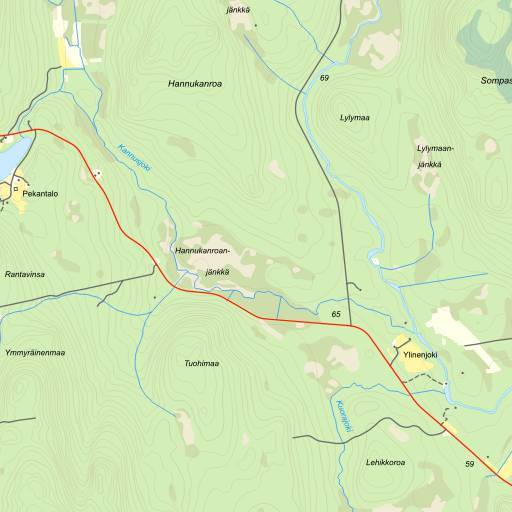 jänkkä
69
Hannukanroa
Sompas
Lylymaa
Kannusjoki
Lylymaan-
jänkkä
Pekantalo
Hannukanroan-
jänkkä
Rantavinsa
65
Ymmyräinenmaa
Ylinenjoki
Tuohimaa
Kuorajoki
Lehikkoroa
59